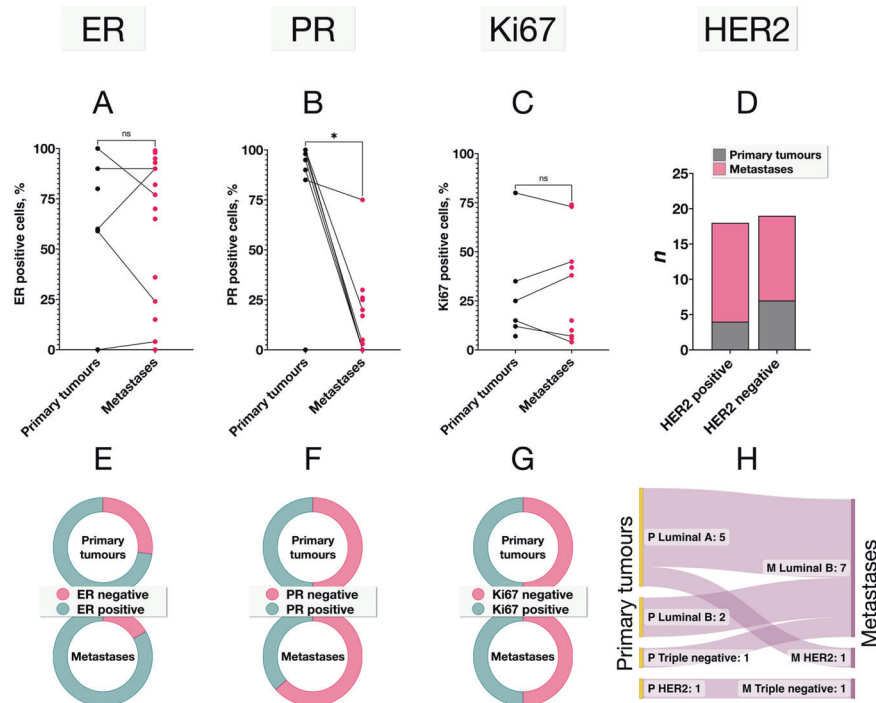 ER
PR
Ki67
HER2
A
B
C
D
ns
*
ns
ER positive cells, %
100
75
50
25
0
Primary tumours
Metastases
PR positive cells, %
100
75
50
25
0
Primary tumours
Metastases
Ki67 positive cells, %
100
75
50
25
0
Primary tumours
Metastases
Primary tumours
Metastases
n
25
20
15
10
5
0
HER2 positive
HER2 negative
E
F
G
H
Primary
tumours
ER negative
ER positive
Metastases
Primary
tumours
PR negative
PR positive
Metastases
Primary
tumours
Ki67 negative
Ki67 positive
Metastases
Primary tumours
P Luminal A: 5
P Luminal B: 2
P Triple negative: 1
P HER2: 1
M Luminal B: 7
M HER2: 1
M Triple negative: 1
Metastases